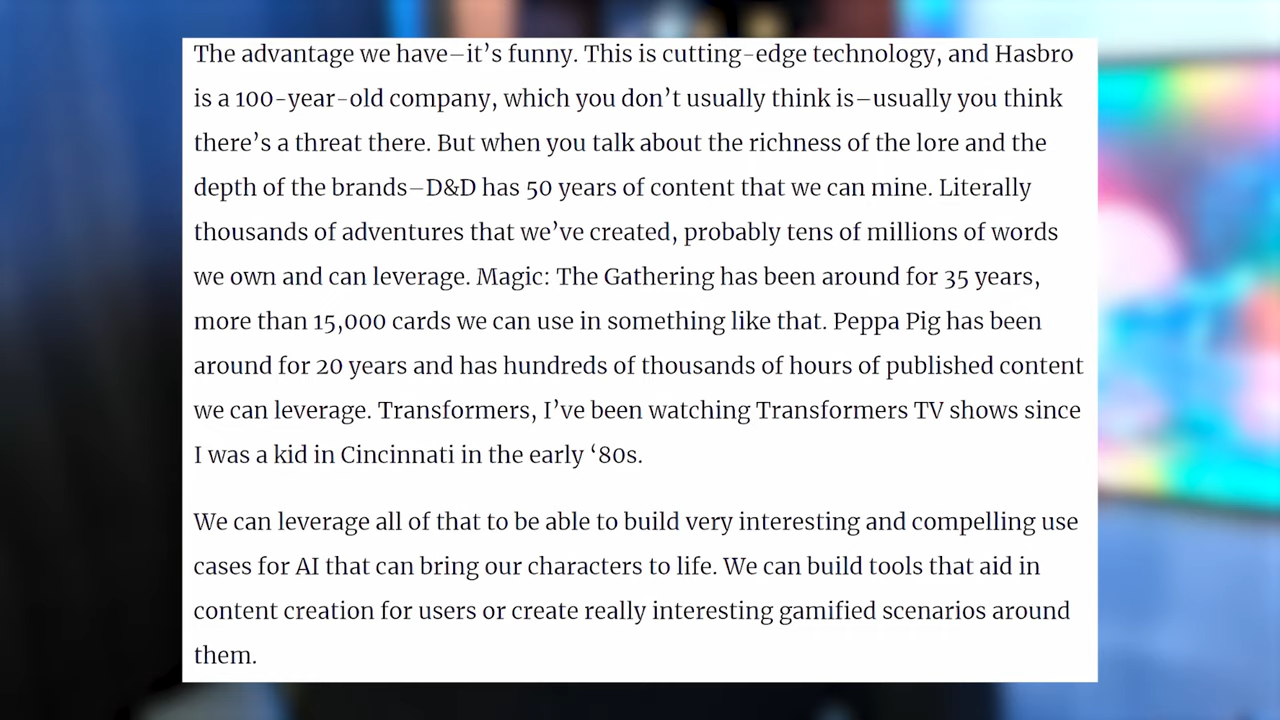 The advantage we have–it’s funny. This is cutting-edge technology, and Hasbro
is a 100-year-old company, which you don’t usually think is–usually you think
there’s a threat there. But when you talk about the richness of the lore and the
depth of the brands–D&D has 50 years of content that we can mine. Literally
thousands of adventures that we’ve created, probably tens of millions of words
we own and can leverage. Magic: The Gathering has been around for 35 years,
more than 15,000 cards we can use in something like that. Peppa Pig has been
around for 20 years and has hundreds of thousands of hours of published content
we can leverage. Transformers, I’ve been watching Transformers TV shows since
I was a kid in Cincinnati in the early ‘80s.
We can leverage all of that to be able to build very interesting and compelling use
cases for AI that can bring our characters to life. We can build tools that aid in
content creation for users or create really interesting gamified scenarios around
them.